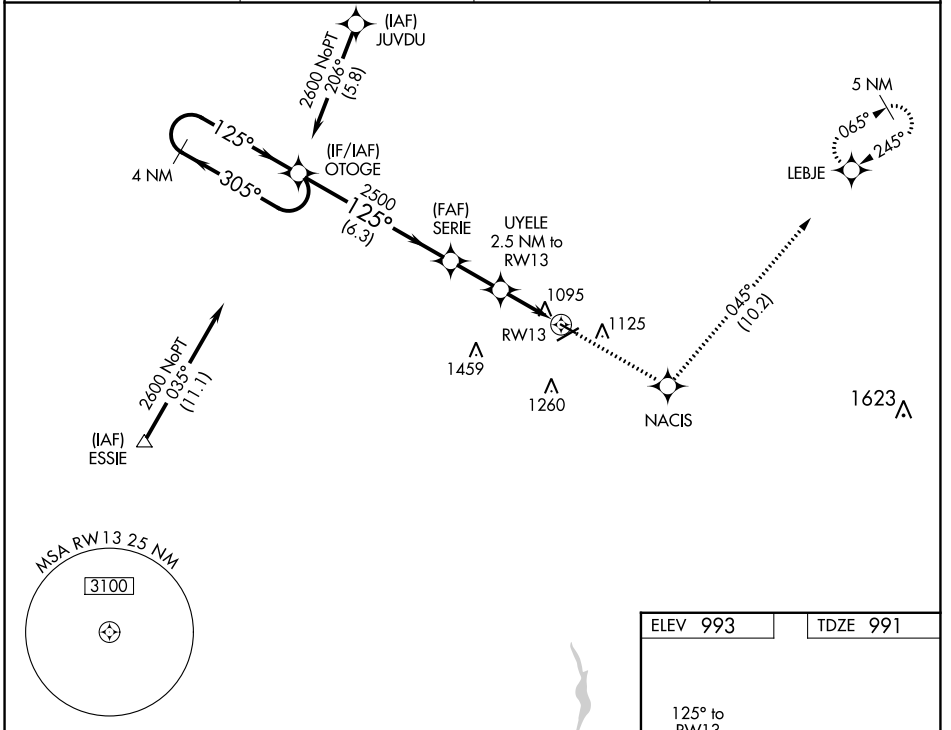 (IAF)
JUVDU
2600 NoPT
206°
(5.8)
5 NM
065°
245°
LEBJE
125°
4 NM
305°
(IF/IAF)
OTOGE
2500
125°
(6.3)
(FAF)
SERIE
UYELE
2.5 NM to
RW13
1095
RW13
1125
1459
1260
045°
(10.2)
NACIS
1623
2600 NoPT
035°
(11.1)
(IAF)
ESSIE
MSA RW13 25 NM
3100
ELEV 993
TDZE 991
125° to
RW13